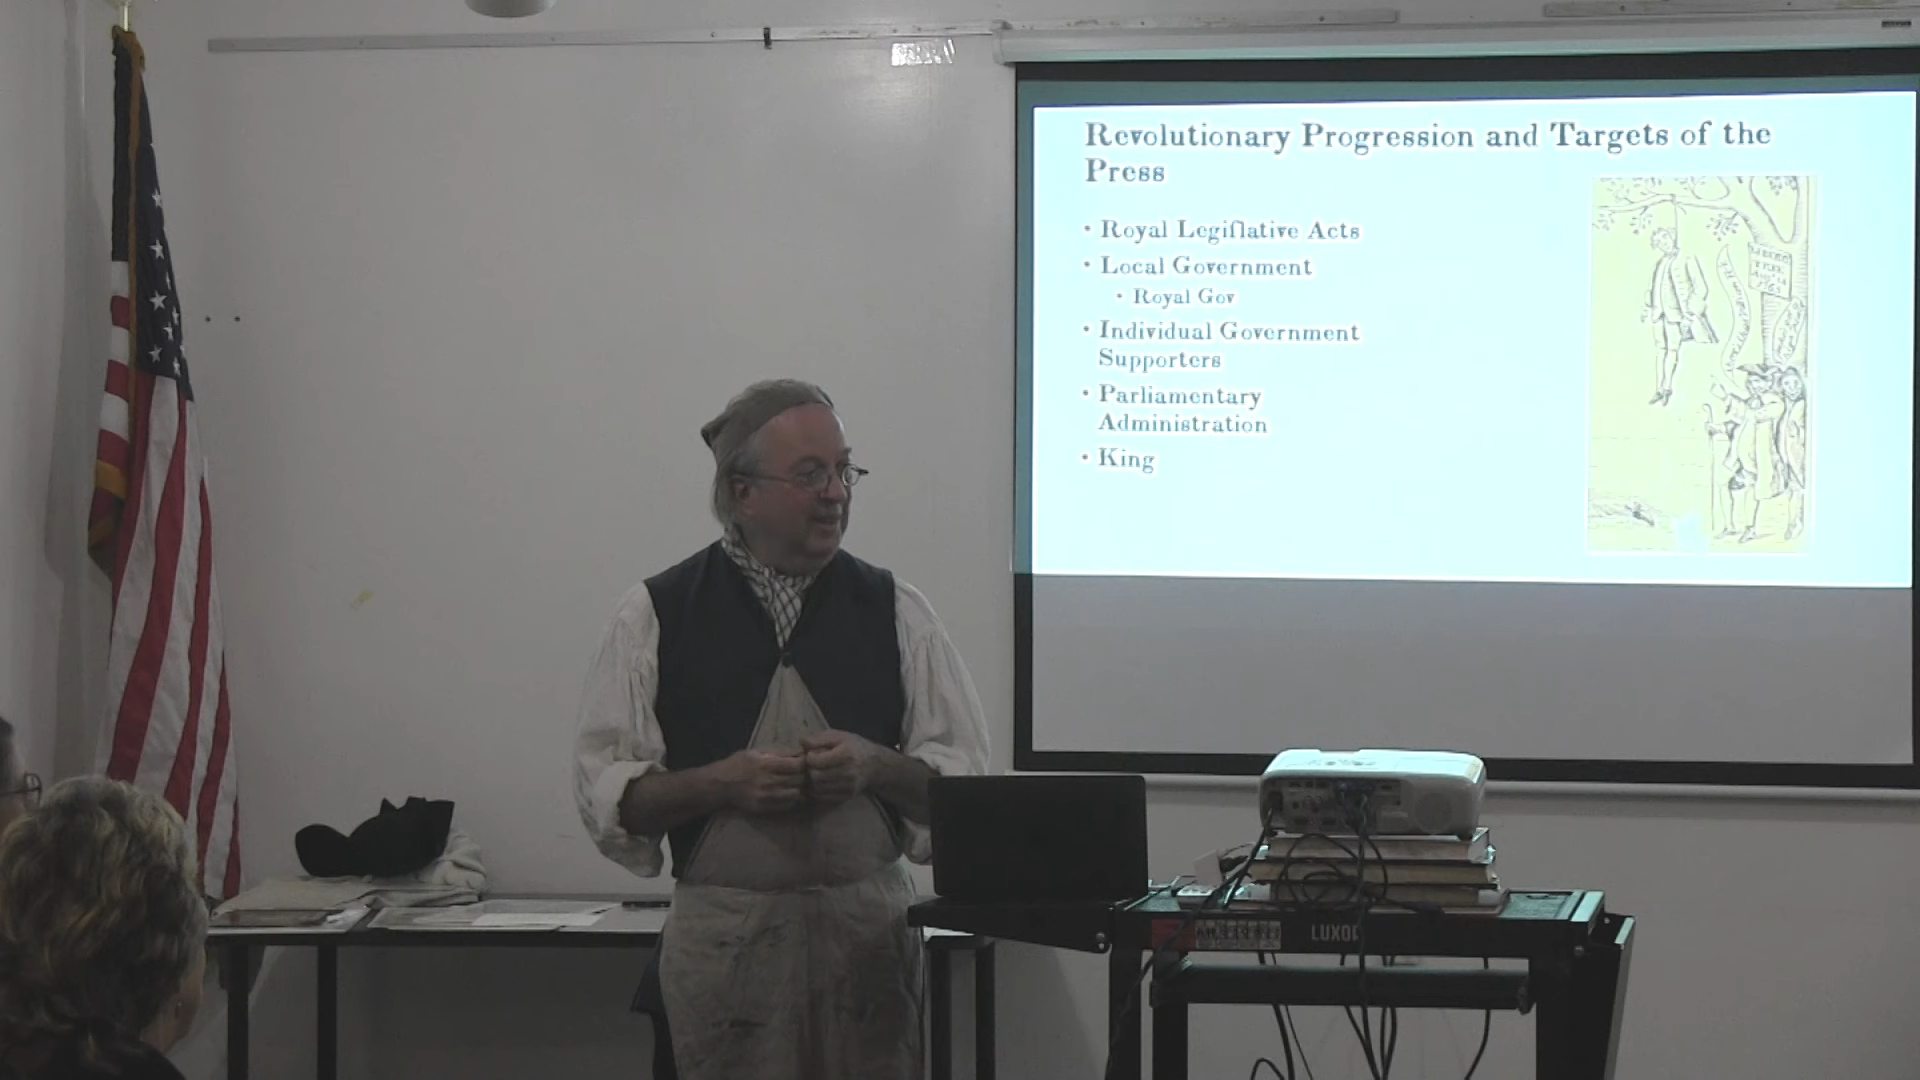 Revolutionary Progression and Targets of the
Press
• Royal Legiſlative Acts
• Local Government
• Royal Gov
• Individual Government
Supporters
• Parliamentary
Administration
• King
LUXOR